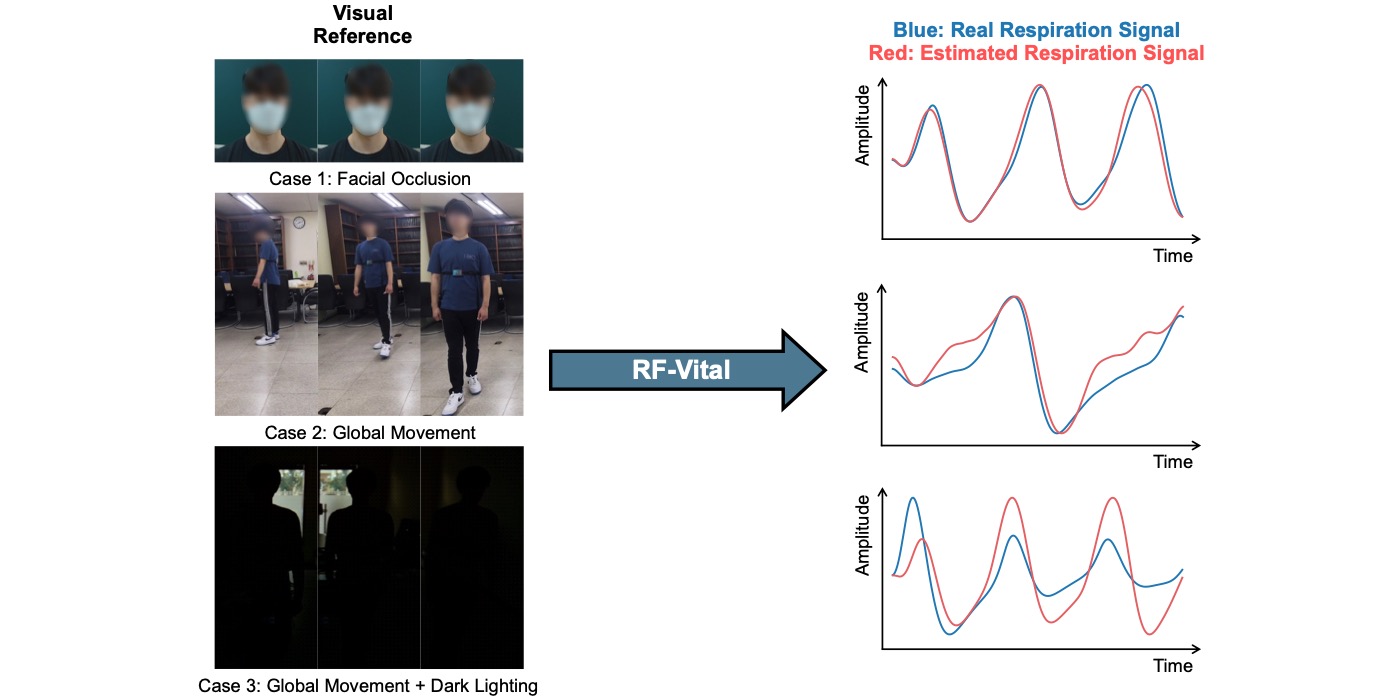 Visual
Reference
Case 1: Facial Occlusion
Case 2: Global Movement
Case 3: Global Movement + Dark Lighting
RF-Vital
Blue: Real Respiration Signal
Red: Estimated Respiration Signal
Amplitude
Time
Amplitude
Time
Amplitude
Time